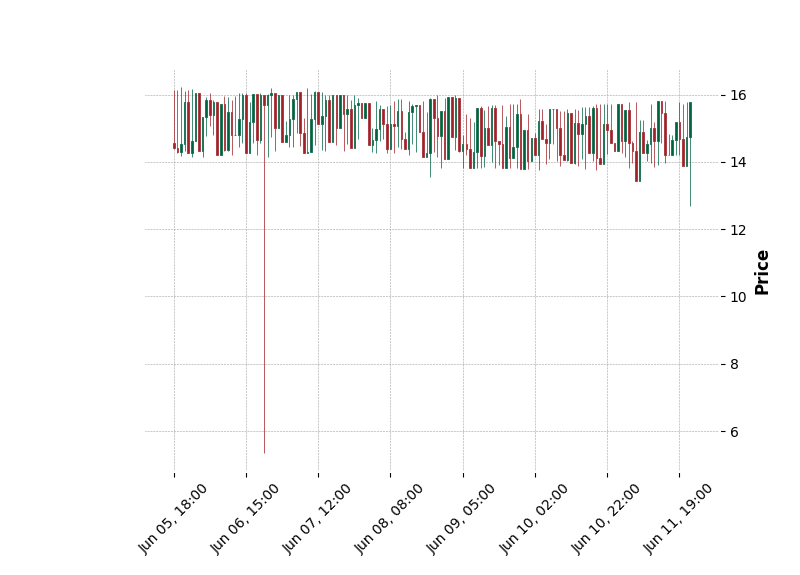 16
14
12
10
8
6
Price
Jun 05, 18:00
Jun 06, 15:00
Jun 07, 12:00
Jun 08, 08:00
Jun 09, 05:00
Jun 10, 02:00
Jun 10, 22:00
Jun 11, 19:00